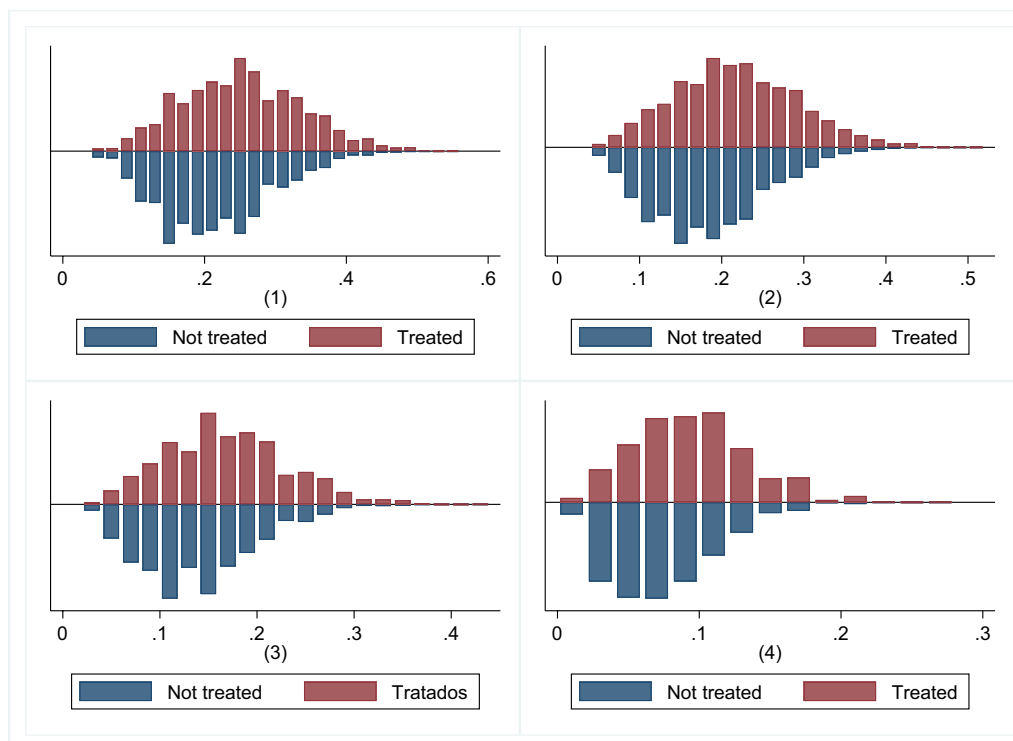 0 .2 .4 .6
(1)
Not treated Treated
0 .1 .2 .3 .4 .5
(2)
Not treated Treated
0 .1 .2 .3 .4
(3)
Not treated Tratados
0 .1 .2 .3
(4)
Not treated Treated